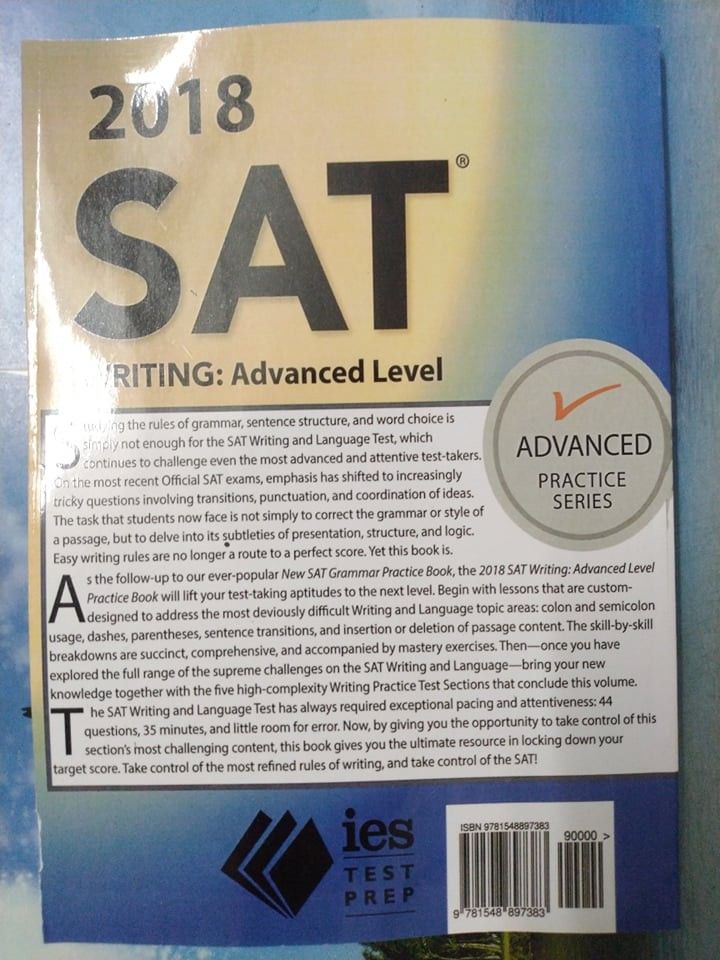 2018
SAT®
WRITING: Advanced Level
Studying the rules of grammar, sentence structure, and word choice is
simply not enough for the SAT Writing and Language Test, which
continues to challenge even the most advanced and attentive test-takers.
On the most recent Official SAT exams, emphasis has shifted to increasingly
tricky questions involving transitions, punctuation, and coordination of ideas.
The task that students now face is not simply to correct the grammar or style of
a passage, but to delve into its subtleties of presentation, structure, and logic.
Easy writing rules are no longer a route to a perfect score. Yet this book is.
ADVANCED
PRACTICE
SERIES
As the follow-up to our ever-popular New SAT Grammar Practice Book, the 2018 SAT Writing: Advanced Level
Practice Book will lift your test-taking aptitudes to the next level. Begin with lessons that are custom-
designed to address the most deviously difficult Writing and Language topic areas: colon and semicolon
usage, dashes, parentheses, sentence transitions, and insertion or deletion of passage content. The skill-by-skill
breakdowns are succinct, comprehensive, and accompanied by mastery exercises. Then—once you have
explored the full range of the supreme challenges on the SAT Writing and Language—bring your new
knowledge together with the five high-complexity Writing Practice Test Sections that conclude this volume.
The SAT Writing and Language Test has always required exceptional pacing and attentiveness: 44
questions, 35 minutes, and little room for error. Now, by giving you the opportunity to take control of this
section's most challenging content, this book gives you the ultimate resource in locking down your
target score. Take control of the most refined rules of writing, and take control of the SAT!
ies
TEST
PREP
ISBN 9781548897383
90000 >
9 781548 897383